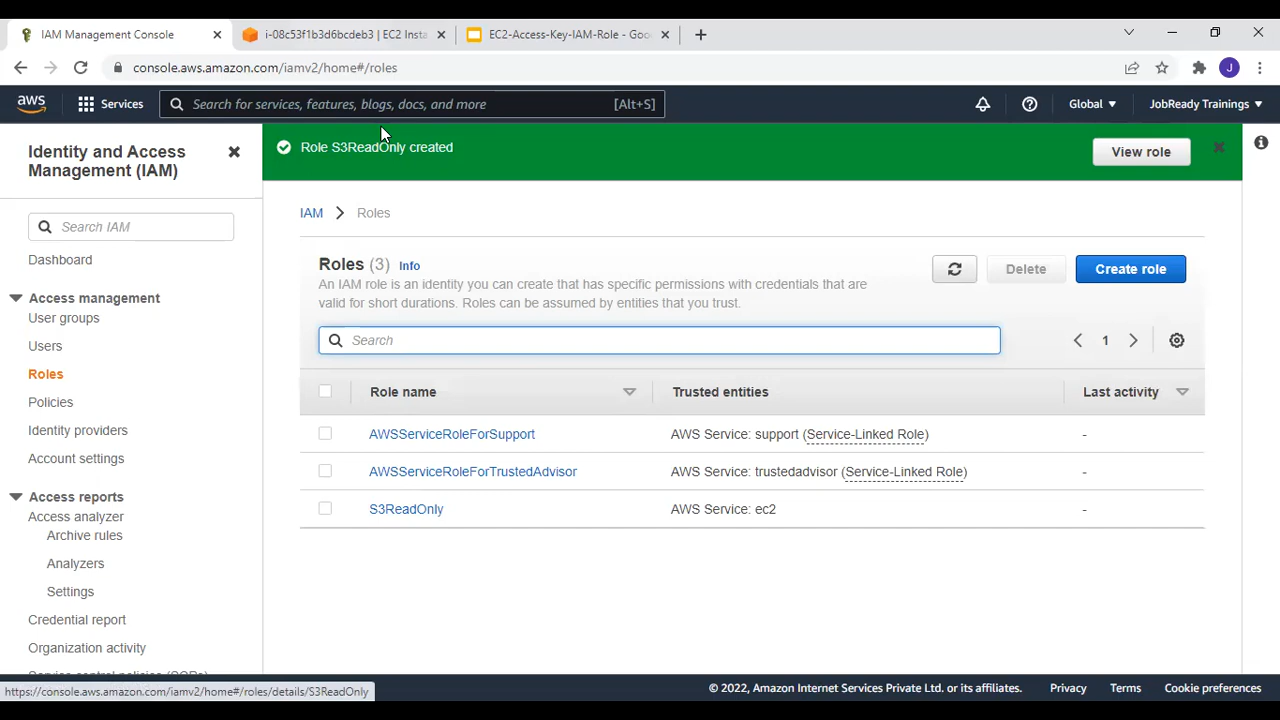 IAM Management Console
i-08c53f1b3d6bcdeb3 | EC2 Insta
EC2-Access-Key-IAM-Role - Goo
console.aws.amazon.com/iamv2/home#/roles
J
aws
Services
Search for services, features, blogs, docs, and more
[Alt+S]
Global
JobReady Trainings
Identity and Access
Management (IAM)
Search IAM
Dashboard
Access management
User groups
Users
Roles
Policies
Identity providers
Account settings
Access reports
Access analyzer
Archive rules
Analyzers
Settings
Credential report
Organization activity
Service control policies (SCPs)
Role S3ReadOnly created
View role
IAM > Roles
Roles (3) Info
An IAM role is an identity you can create that has specific permissions with credentials that are
valid for short durations. Roles can be assumed by entities that you trust.
Delete
Create role
Search
1
Role name Trusted entities Last activity
AWSServiceRoleForSupport AWS Service: support (Service-Linked Role) -
AWSServiceRoleForTrustedAdvisor AWS Service: trustedadvisor (Service-Linked Role) -
S3ReadOnly AWS Service: ec2 -
https://console.aws.amazon.com/iamv2/home#/roles/details/S3ReadOnly
© 2022, Amazon Internet Services Private Ltd. or its affiliates.
Privacy
Terms
Cookie preferences